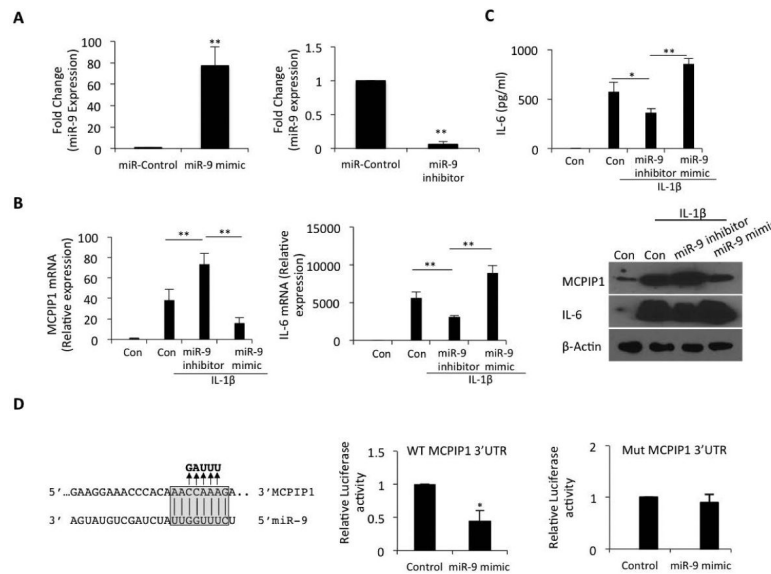 A
Fold Change
(miR-9 Expression)
100
80
60
40
20
0
**
miR-Control
miR-9 mimic
Fold Change
(miR-9 expression)
1.5
1
0.5
0
**
miR-Control
miR-9
inhibitor
C
IL-6 (pg/ml)
1000
500
0
*
**
Con
Con
miR-9
inhibitor
miR-9
mimic
IL-1β
B
MCPIP1 mRNA
(Relative expression)
100
80
60
40
20
0
**
**
Con
Con
miR-9
inhibitor
miR-9
mimic
IL-1β
IL-6 mRNA (Relative
expression)
15000
10000
5000
0
**
**
Con
Con
miR-9
inhibitor
miR-9
mimic
IL-1β
IL-1β
Con
Con
miR-9 inhibitor
miR-9 mimic
MCPIP1
IL-6
β-Actin
D
GAUUU
5’…GAAGGAAACCCACAAACCAAAGA.. 3’MCPIP1
3’ AGUAUGUCGAUCUAUUGGUUUCU 5’miR-9
Relative Luciferase
activity
1.5
1
0.5
0
WT MCPIP1 3’UTR
*
Control
miR-9 mimic
Relative Luciferase
activity
2
1
0
Mut MCPIP1 3’UTR
Control
miR-9 mimic